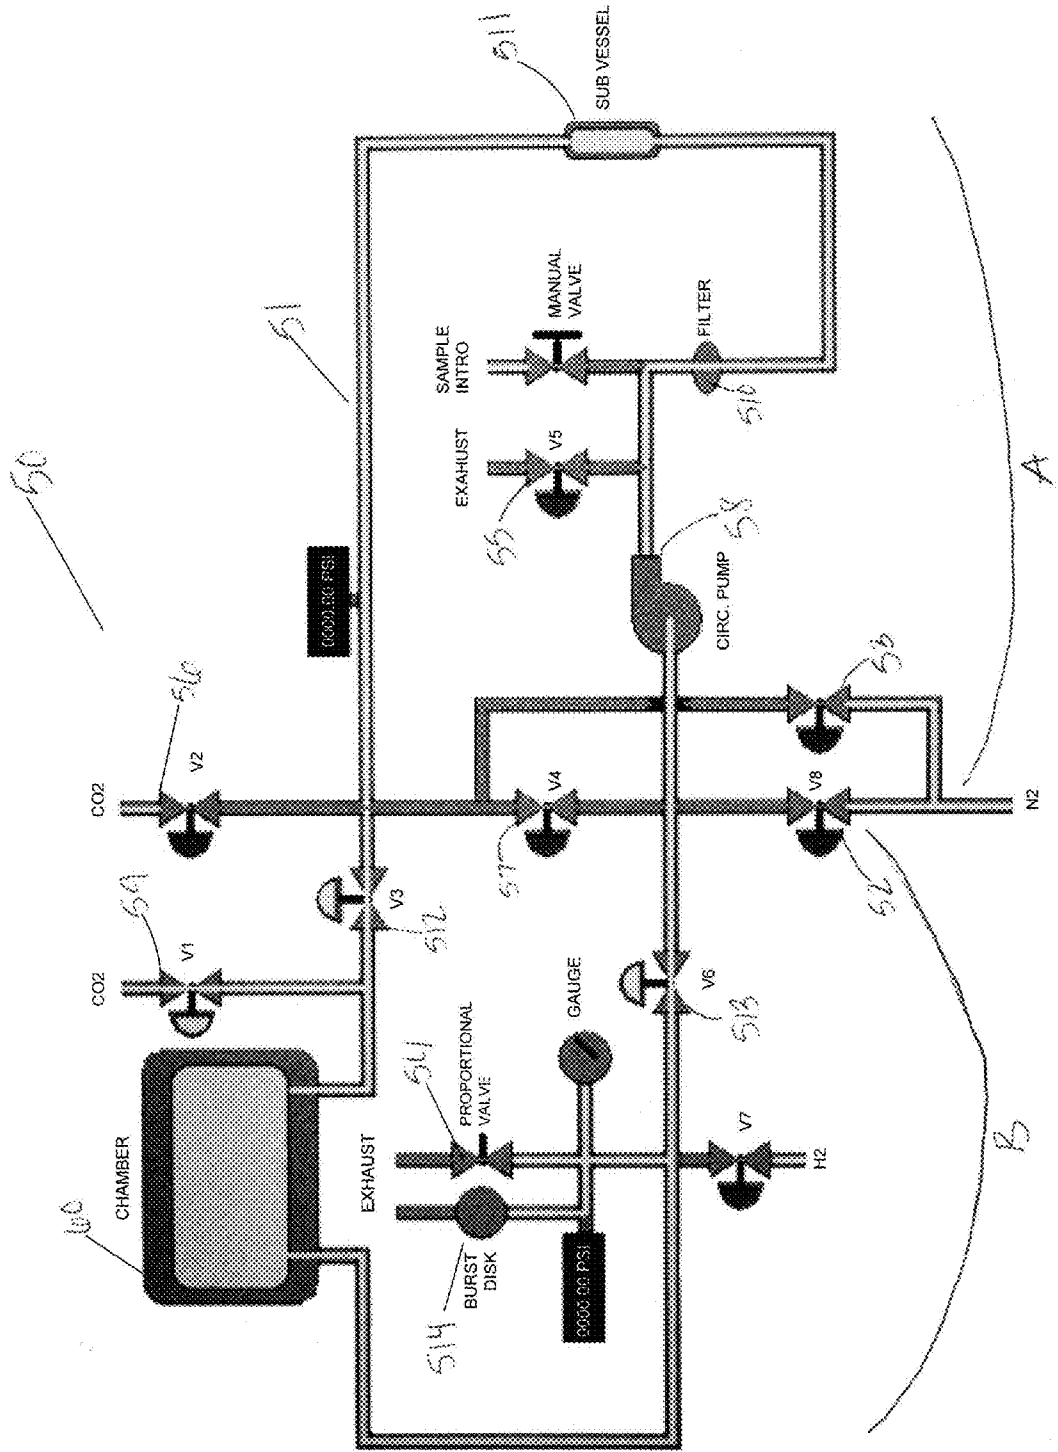 50
60
CO2
CO2
CHAMBER
59
56
V1
V2
51
0000.00 PSI
EXHAUST
V3
54
512
514
SAMPLE
INTRO
EXAHUST
PROPORTIONAL
VALVE
BURST
DISK
57
55
511
V4
V5
MANUAL
VALVE
GAUGE
0000.00 PSI
SUB VESSEL
V6
FILTER
CIRC. PUMP
513
58
510
V7
V8
H2
52
53
N2
B
A